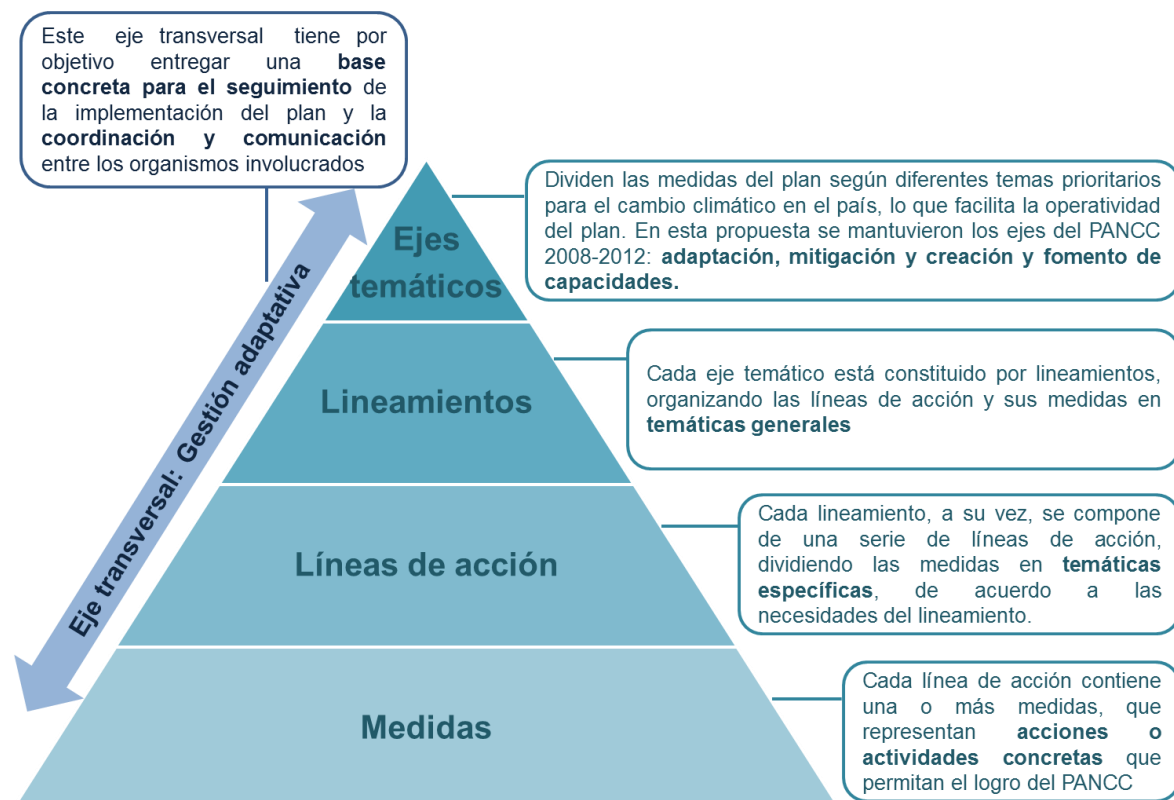 Este eje transversal tiene por
objetivo entregar una base
concreta para el seguimiento de
la implementación del plan y la
coordinación y comunicación
entre los organismos involucrados
Eje transversal: Gestión adaptativa
Ejes
temáticos
Dividen las medidas del plan según diferentes temas prioritarios
para el cambio climático en el país, lo que facilita la operatividad
del plan. En esta propuesta se mantuvieron los ejes del PANCC
2008-2012: adaptación, mitigación y creación y fomento de
capacidades.
Lineamientos
Cada eje temático está constituido por lineamientos,
organizando las líneas de acción y sus medidas en
temáticas generales
Líneas de acción
Cada lineamiento, a su vez, se compone
de una serie de líneas de acción,
dividiendo las medidas en temáticas
específicas, de acuerdo a las
necesidades del lineamiento.
Medidas
Cada línea de acción contiene
una o más medidas, que
representan acciones o
actividades concretas que
permitan el logro del PANCC